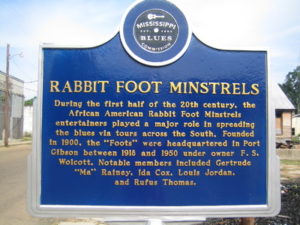 MISSISSIPPI
BLUES
COMMISSION
RABBIT FOOT MINSTRELS
During the first half of the 20th century, the
African American Rabbit Foot Minstrels
entertainers played a major role in spreading
the blues via tours across the South. Founded
in 1900, the "Foots" were headquartered in Port
Gibson between 1918 and 1950 under owner F. S.
Wolcott. Notable members included Gertrude
"Ma" Rainey, Ida Cox, Louis Jordan,
and Rufus Thomas.